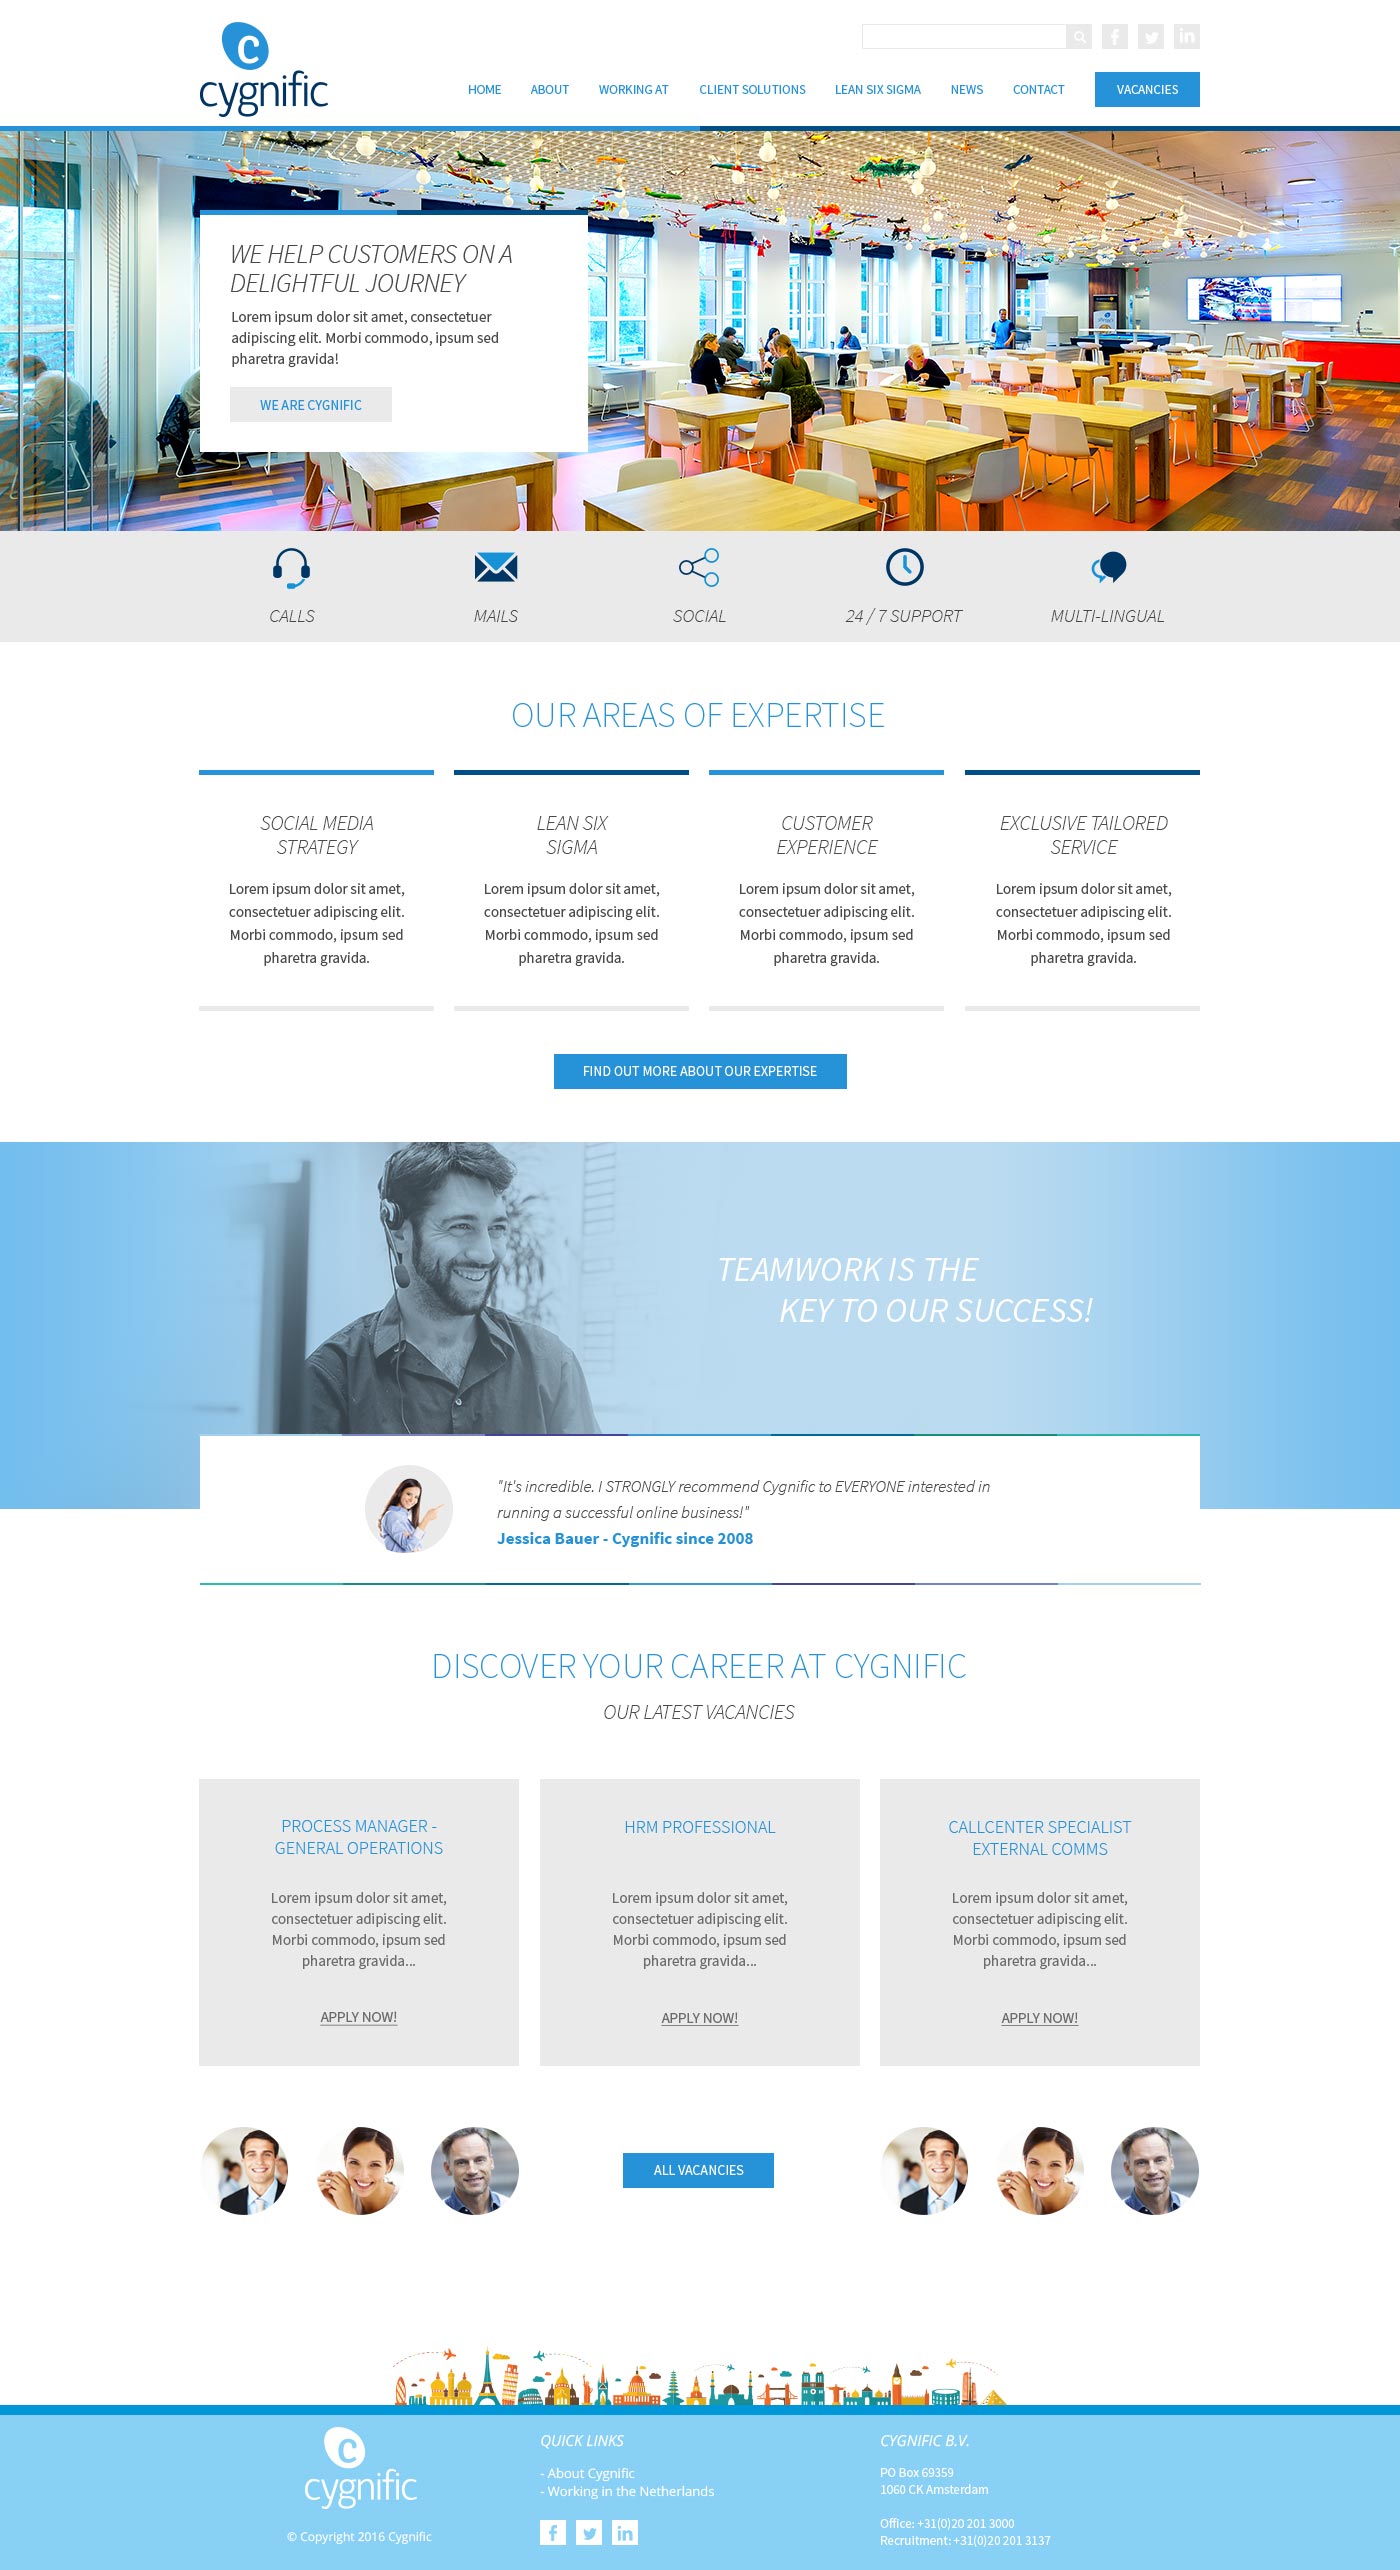 C
cygnific
HOME ABOUT WORKING AT CLIENT SOLUTIONS LEAN SIX SIGMA NEWS CONTACT VACANCIES
WE HELP CUSTOMERS ON A
DELIGHTFUL JOURNEY
Lorem ipsum dolor sit amet, consectetuer
adipiscing elit. Morbi commodo, ipsum sed
pharetra gravida!
WE ARE CYGNIFIC
CALLS MAILS SOCIAL 24 / 7 SUPPORT MULTI-LINGUAL
OUR AREAS OF EXPERTISE
SOCIAL MEDIA
STRATEGY
Lorem ipsum dolor sit amet,
consectetuer adipiscing elit.
Morbi commodo, ipsum sed
pharetra gravida.
LEAN SIX
SIGMA
Lorem ipsum dolor sit amet,
consectetuer adipiscing elit.
Morbi commodo, ipsum sed
pharetra gravida.
CUSTOMER
EXPERIENCE
Lorem ipsum dolor sit amet,
consectetuer adipiscing elit.
Morbi commodo, ipsum sed
pharetra gravida.
EXCLUSIVE TAILORED
SERVICE
Lorem ipsum dolor sit amet,
consectetuer adipiscing elit.
Morbi commodo, ipsum sed
pharetra gravida.
FIND OUT MORE ABOUT OUR EXPERTISE
TEAMWORK IS THE
KEY TO OUR SUCCESS!
"It's incredible. I STRONGLY recommend Cygnific to EVERYONE interested in
running a successful online business!"
Jessica Bauer - Cygnific since 2008
DISCOVER YOUR CAREER AT CYGNIFIC
OUR LATEST VACANCIES
PROCESS MANAGER -
GENERAL OPERATIONS
Lorem ipsum dolor sit amet,
consectetuer adipiscing elit.
Morbi commodo, ipsum sed
pharetra gravida...
APPLY NOW!
HRM PROFESSIONAL
Lorem ipsum dolor sit amet,
consectetuer adipiscing elit.
Morbi commodo, ipsum sed
pharetra gravida...
APPLY NOW!
CALLCENTER SPECIALIST
EXTERNAL COMMS
Lorem ipsum dolor sit amet,
consectetuer adipiscing elit.
Morbi commodo, ipsum sed
pharetra gravida...
APPLY NOW!
ALL VACANCIES
C
cygnific
© Copyright 2016 Cygnific
QUICK LINKS
- About Cygnific
- Working in the Netherlands
CYGNIFIC B.V.
PO Box 69359
1060 CK Amsterdam
Office: +31(0)20 201 3000
Recruitment: +31(0)20 201 3137